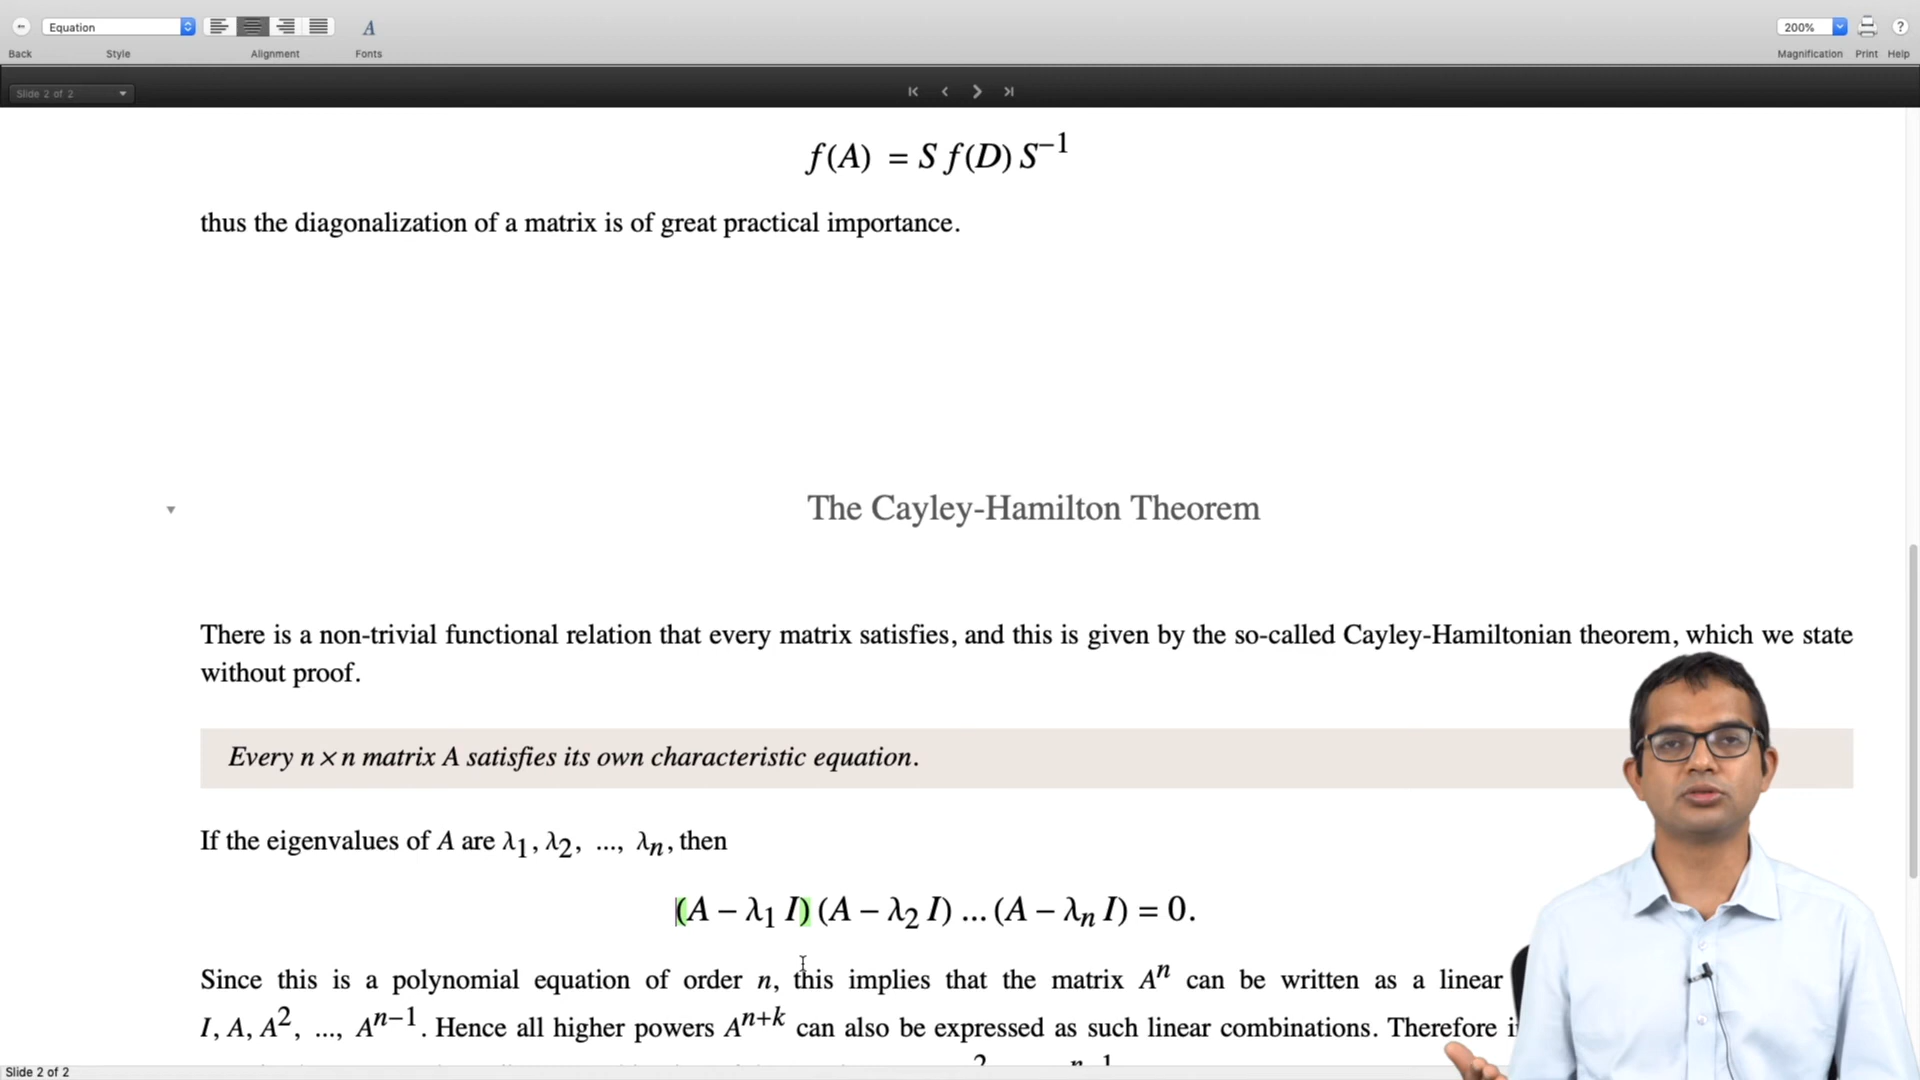 Equation
200%
Back Style Alignment Fonts Magnification Print Help
Slide 2 of 2
f(A) = S f(D) S⁻¹
thus the diagonalization of a matrix is of great practical importance.
The Cayley-Hamilton Theorem
There is a non-trivial functional relation that every matrix satisfies, and this is given by the so-called Cayley-Hamiltonian theorem, which we state
without proof.
Every n × n matrix A satisfies its own characteristic equation.
If the eigenvalues of A are λ₁, λ₂, ..., λₙ, then
(A − λ₁ I) (A − λ₂ I) ... (A − λₙ I) = 0.
Since this is a polynomial equation of order n, this implies that the matrix Aⁿ can be written as a linear
I, A, A², ..., Aⁿ⁻¹. Hence all higher powers Aⁿ⁺ᵏ can also be expressed as such linear combinations. Therefore
Slide 2 of 2